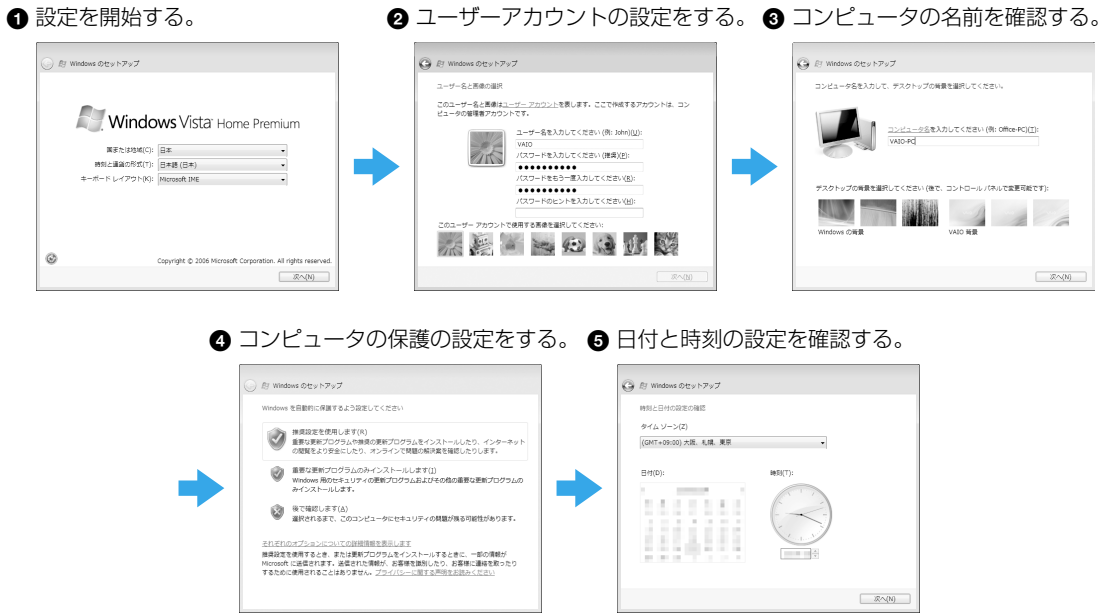 ❶ 設定を開始する。
Windows のセットアップ
Windows Vista Home Premium
国または地域(C): 日本
時刻と通貨の形式(T): 日本語 (日本)
キーボード レイアウト(K): Microsoft IME
Copyright © 2006 Microsoft Corporation. All rights reserved.
次へ(N)
❷ ユーザーアカウントの設定をする。
Windows のセットアップ
ユーザー名と画像の選択
このユーザー名と画像はユーザー アカウントを表します。ここで作成するアカウントは、コン
ピュータの管理者アカウントです。
ユーザー名を入力してください (例: John)(U):
VAIO
パスワードを入力してください (推奨)(P):
●●●●●●●●●●
パスワードをもう一度入力してください(R):
●●●●●●●●●●
パスワードのヒントを入力してください(H):
このユーザー アカウントで使用する画像を選択してください:
次へ(N)
❸ コンピュータの名前を確認する。
Windows のセットアップ
コンピュータ名を入力して、デスクトップの背景を選択してください。
コンピュータ名を入力してください (例: Office-PC)(T):
VAIO-PC
デスクトップの背景を選択してください (後で、コントロール パネルで変更可能です):
Windows の背景 VAIO 背景
次へ(N)
❹ コンピュータの保護の設定をする。
Windows のセットアップ
Windows を自動的に保護するよう設定してください
推奨設定を使用します(R)
重要な更新プログラムや推奨の更新プログラムをインストールしたり、インターネット
の閲覧をより安全にしたり、オンラインで問題の解決案を確認したりします。
重要な更新プログラムのみインストールします(I)
Windows 用のセキュリティの更新プログラムおよびその他の重要な更新プログラムの
みインストールします。
後で確認します(A)
選択されるまで、このコンピュータにセキュリティの問題が残る可能性があります。
それぞれのオプションについての詳細情報を表示します
推奨設定を使用するとき、または更新プログラムをインストールするときに、一部の情報が
Microsoft に送信されます。送信された情報が、お客様を識別したり、お客様に連絡を取ったり
するために使用されることはありません。プライバシーに関する声明をお読みください
❺ 日付と時刻の設定を確認する。
Windows のセットアップ
時刻と日付の設定の確認
タイム ゾーン(Z)
(GMT+09:00) 大阪、札幌、東京
日付(D): 時刻(T):
次へ(N)